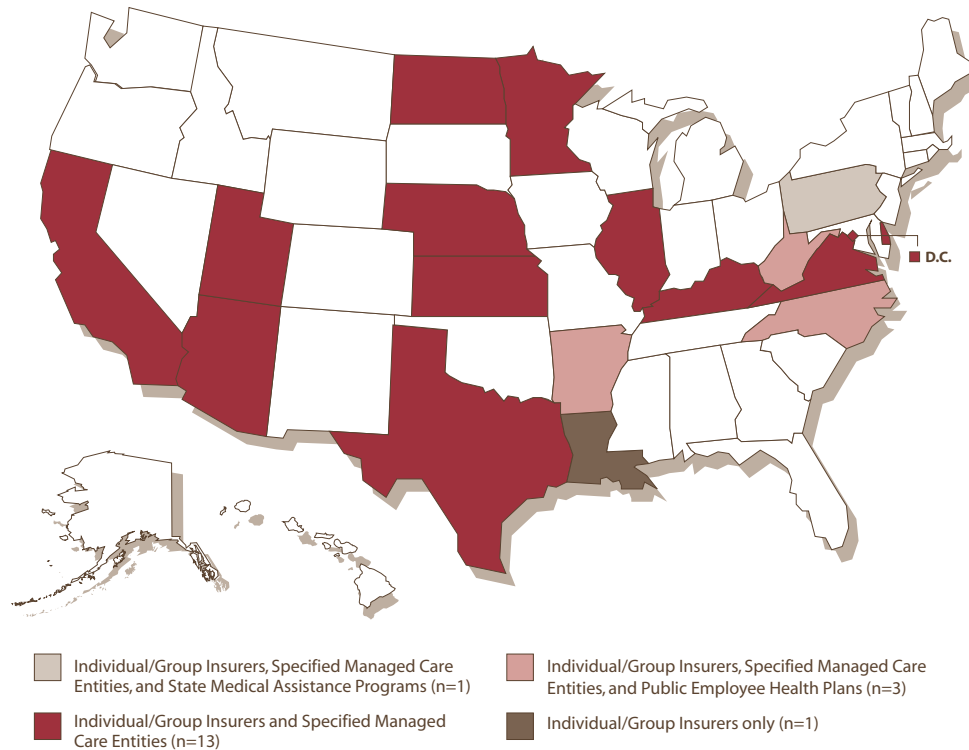 D.C.
Individual/Group Insurers, Specified Managed Care
Entities, and State Medical Assistance Programs (n=1)
Individual/Group Insurers and Specified Managed
Care Entities (n=13)
Individual/Group Insurers, Specified Managed Care
Entities, and Public Employee Health Plans (n=3)
Individual/Group Insurers only (n=1)